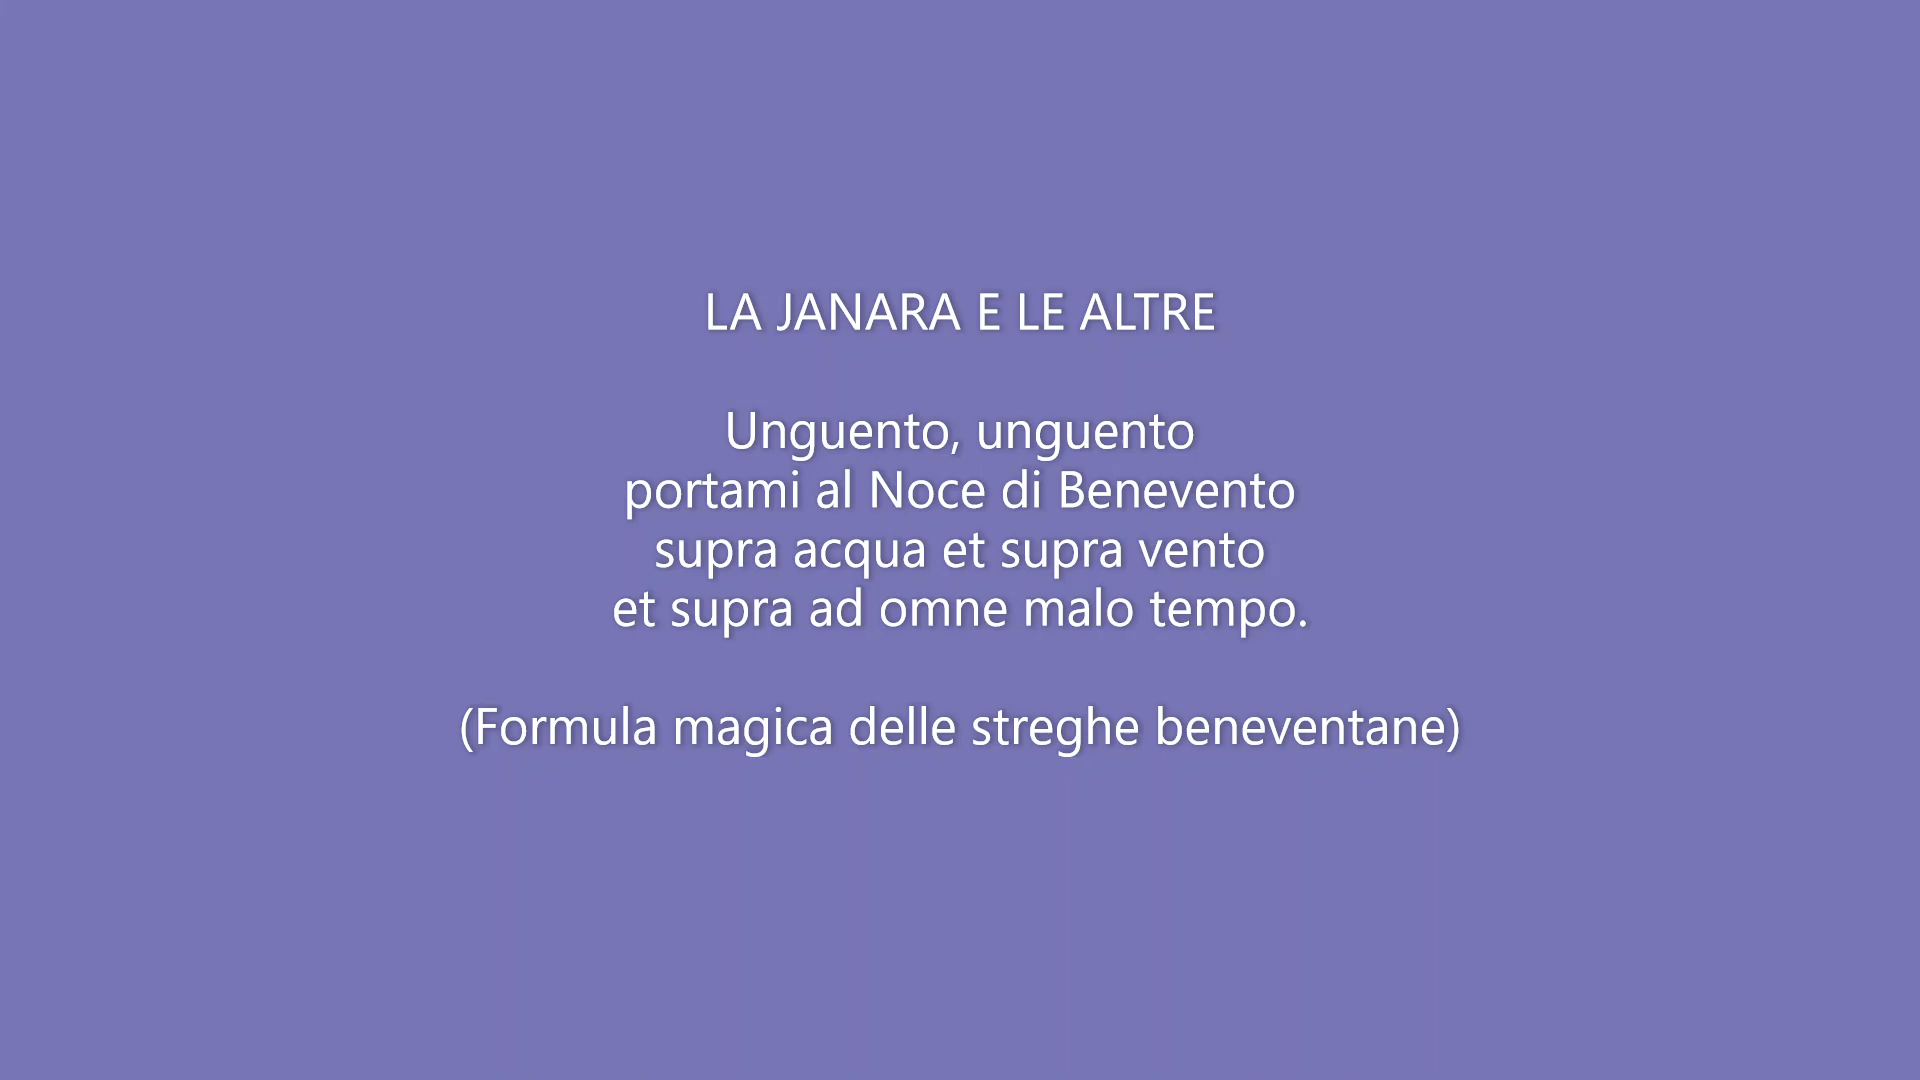 LA JANARA E LE ALTRE
Unguento, unguento
portami al Noce di Benevento
supra acqua et supra vento
et supra ad omne malo tempo.
(Formula magica delle streghe beneventane)